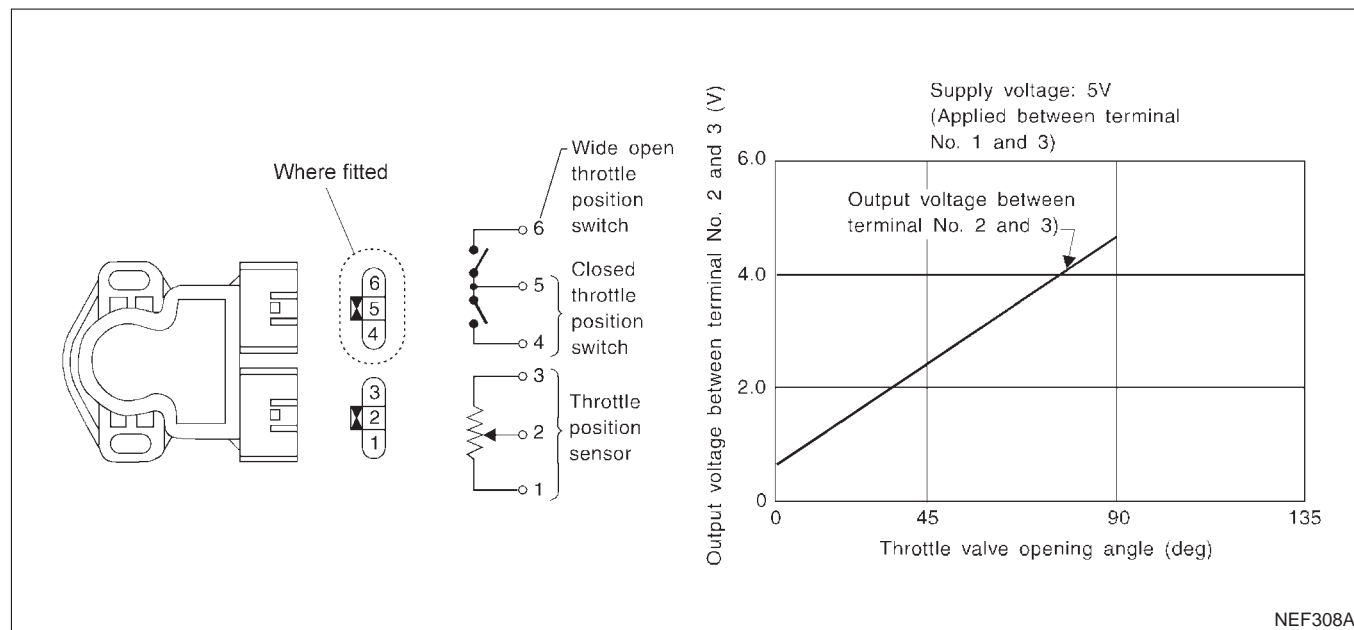 Where fitted
6
5
4
3
2
1
Wide open
throttle
position
switch
6
5
4
Closed
throttle
position
switch
3
2
1
Throttle
position
sensor
Supply voltage: 5V
(Applied between terminal
No. 1 and 3)
Output voltage between terminal No. 2 and 3 (V)
6.0
4.0
2.0
0
Output voltage between
terminal No. 2 and 3)
0 45 90 135
Throttle valve opening angle (deg)
NEF308A